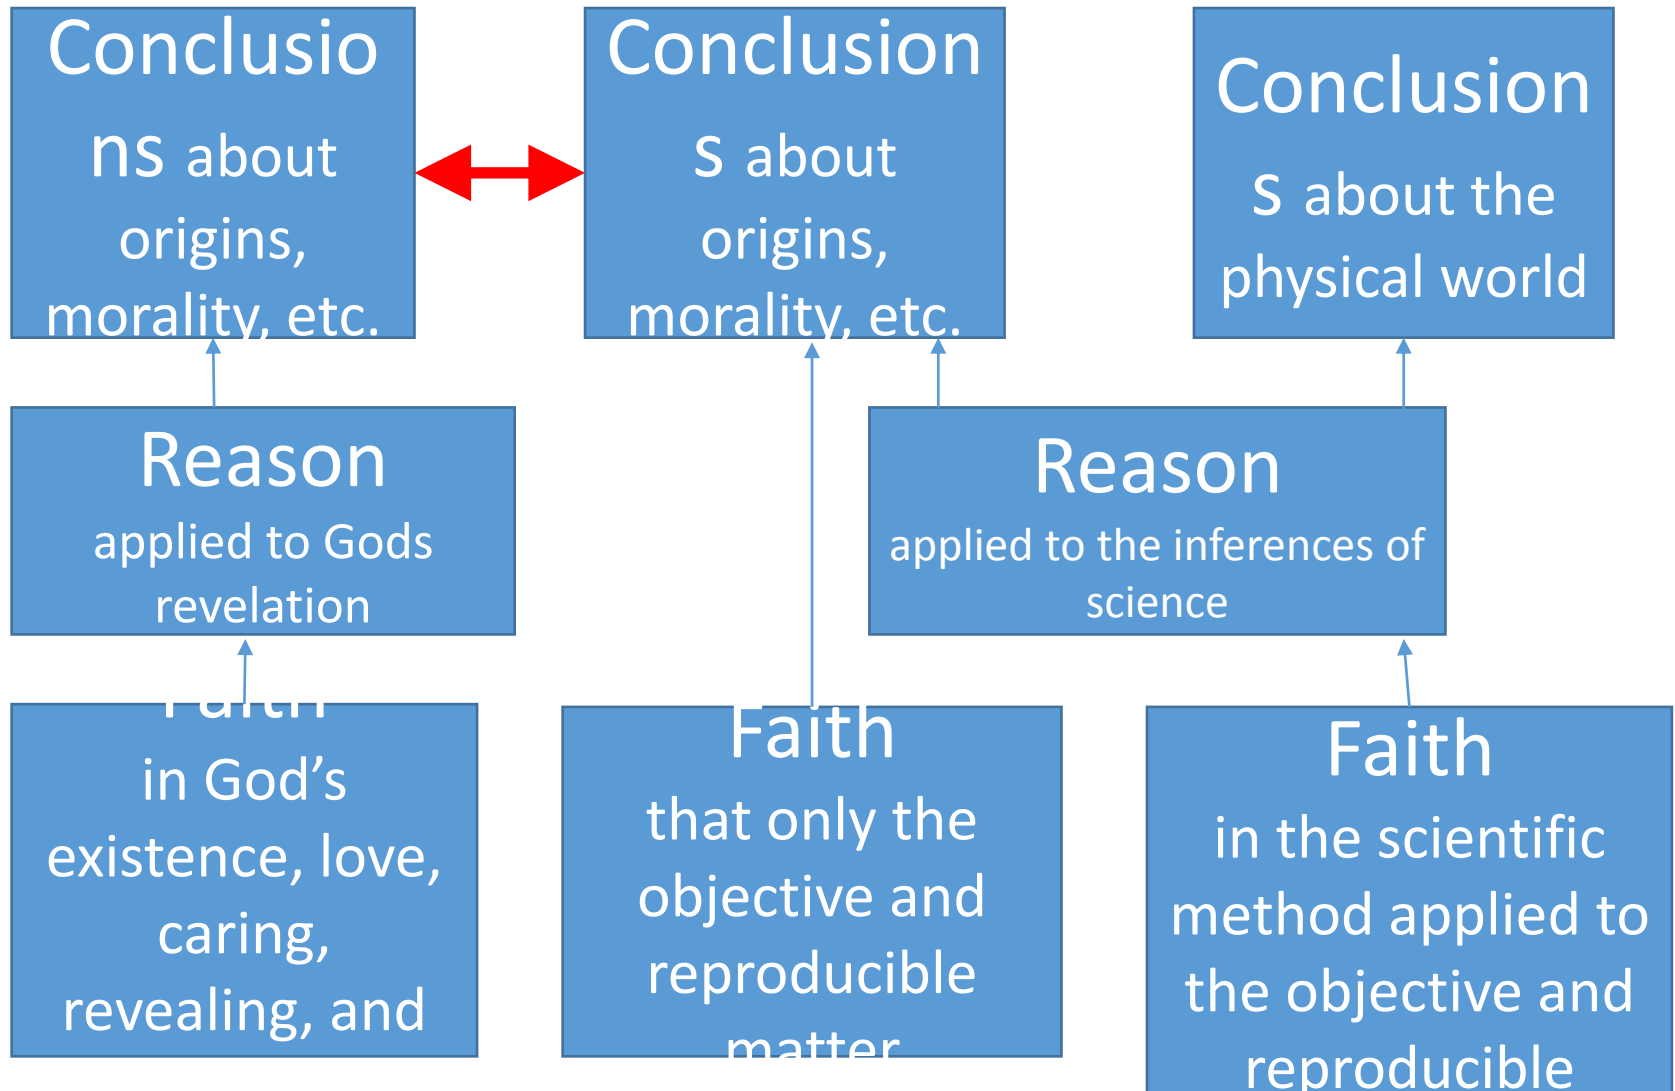 Conclusio
ns about
origins,
morality, etc.
Conclusion
s about
origins,
morality, etc.
Conclusion
s about the
physical world
Reason
applied to Gods
revelation
Reason
applied to the inferences of
science
Faith
in God’s
existence, love,
caring,
revealing, and
Faith
that only the
objective and
reproducible
matter
Faith
in the scientific
method applied to
the objective and
reproducible